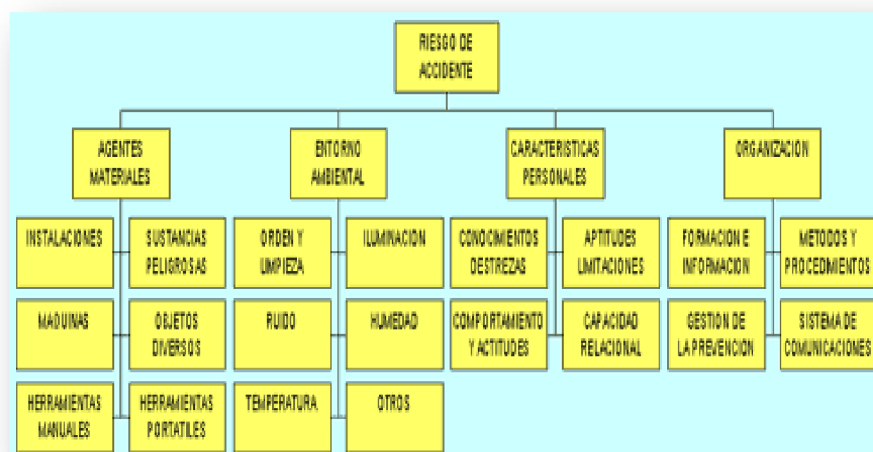 RIESGO DE
ACCIDENTE
AGENTES
MATERIALES
ENTORNO
AMBIENTAL
CARACTERISTICAS
PERSONALES
ORGANIZACION
INSTALACIONES
SUSTANCIAS
PELIGROSAS
ORDEN Y
LIMPIEZA
ILUMINACION
CONOCIMIENTOS
DESTREZAS
APTITUDES
LIMITACIONES
FORMACION E
INFORMACION
METODOS Y
PROCEDIMIENTOS
MAQUINAS
OBJETOS
DIVERSOS
RUIDO
HUMEDAD
COMPORTAMIENTO
Y ACTITUDES
CAPACIDAD
RELACIONAL
GESTION DE
LA PREVENCION
SISTEMA DE
COMUNICACIONES
HERRAMIENTAS
MANUALES
HERRAMIENTAS
PORTATILES
TEMPERATURA
OTROS